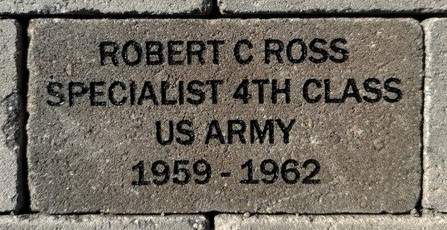 ROBERT C ROSS
SPECIALIST 4TH CLASS
US ARMY
1959 - 1962